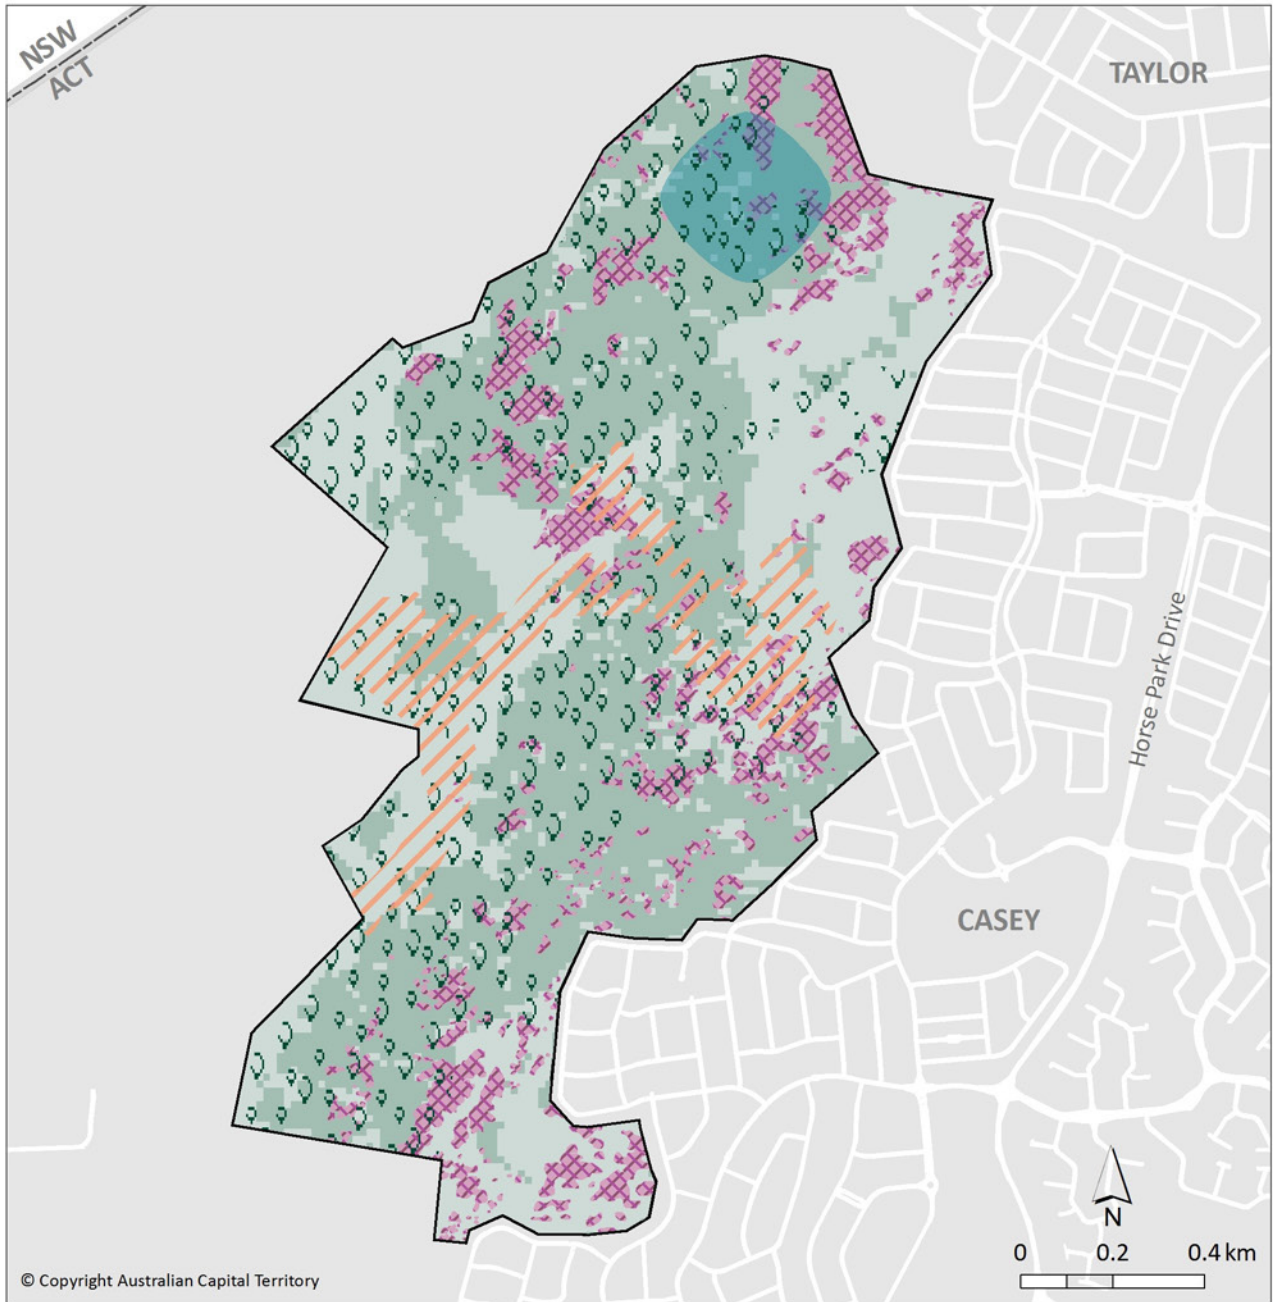 NSW
ACT
TAYLOR
Horse Park Drive
CASEY
N
0 0.2 0.4 km
© Copyright Australian Capital Territory